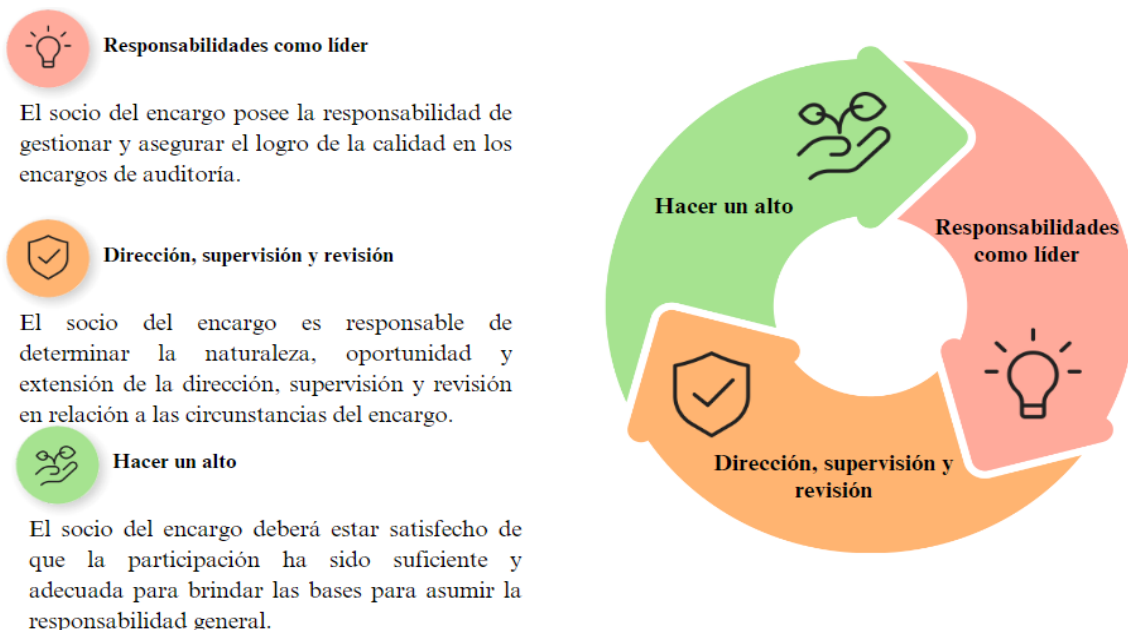 Responsabilidades como líder
El socio del encargo posee la responsabilidad de
gestionar y asegurar el logro de la calidad en los
encargos de auditoría.
Dirección, supervisión y revisión
El socio del encargo es responsable de
determinar la naturaleza, oportunidad y
extensión de la dirección, supervisión y revisión
en relación a las circunstancias del encargo.
Hacer un alto
El socio del encargo deberá estar satisfecho de
que la participación ha sido suficiente y
adecuada para brindar las bases para asumir la
responsabilidad general.
Hacer un alto
Responsabilidades
como líder
Dirección, supervisión y
revisión